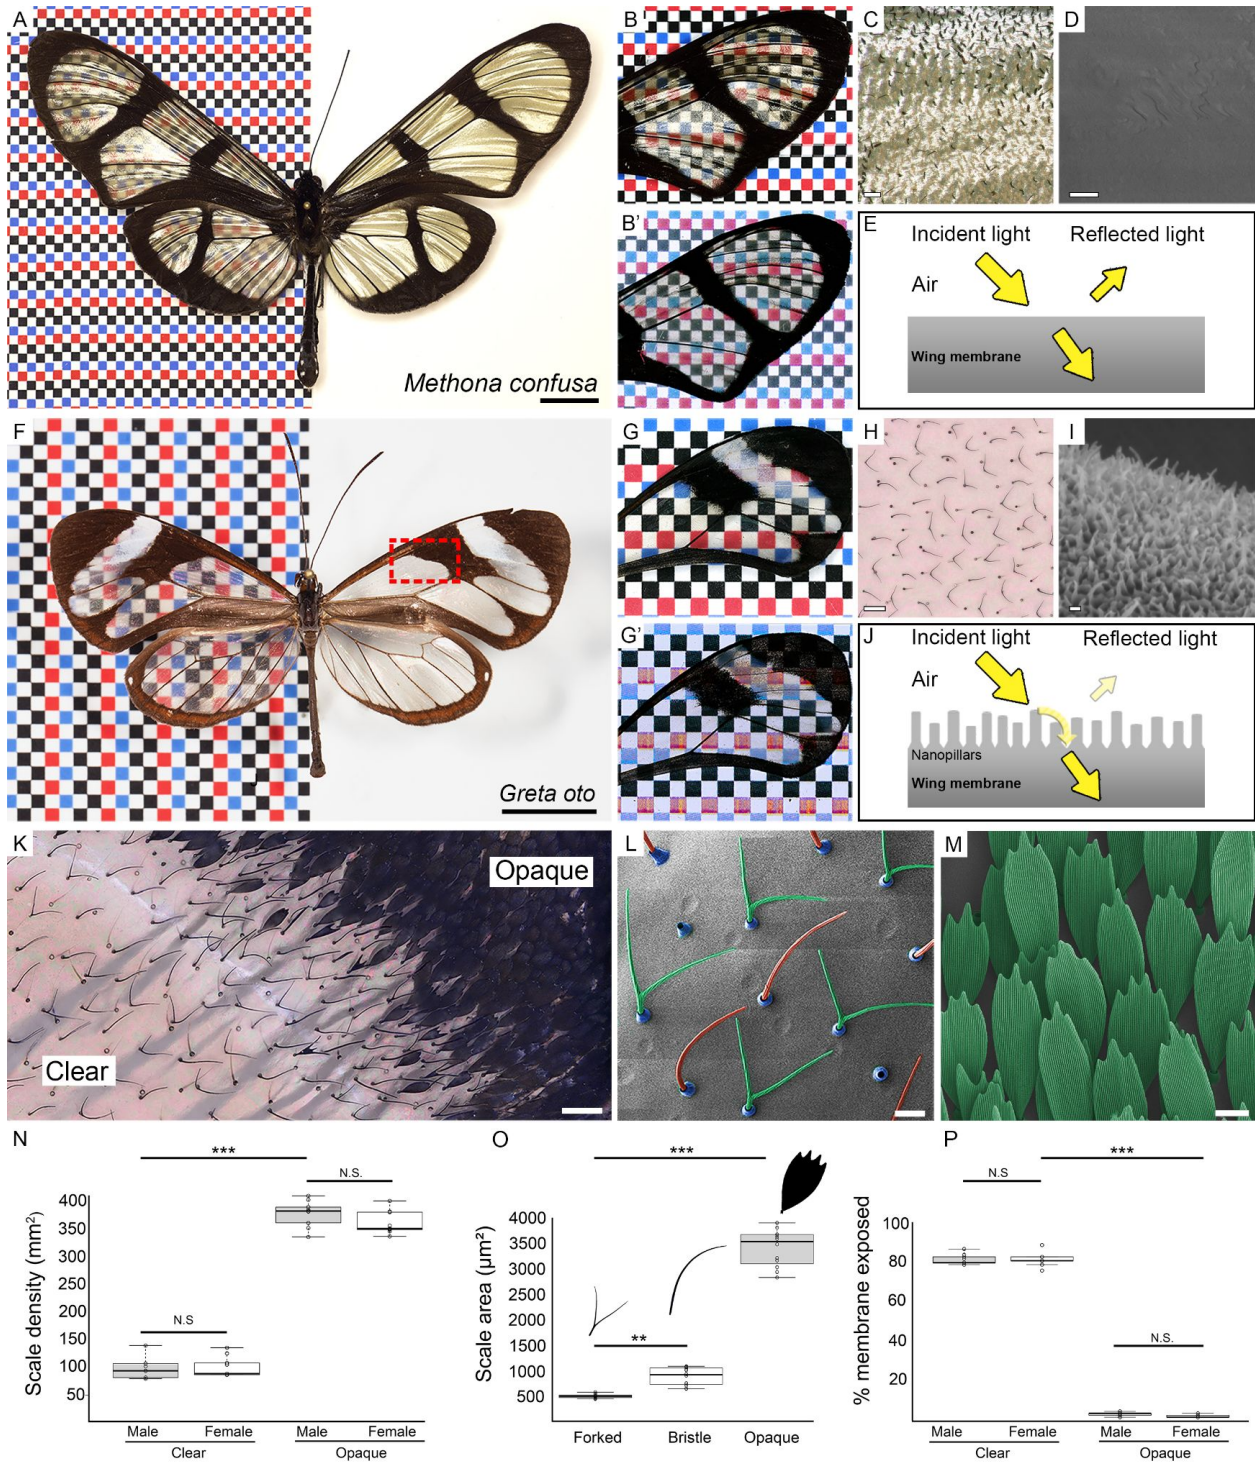 A
B
C
D
B'
E
Incident light
Reflected light
Air
Wing membrane
Methona confusa
F
G
H
I
G'
J
Incident light
Reflected light
Air
Nanopillars
Wing membrane
Greta oto
K
Opaque
Clear
L
M
N
***
N.S.
N.S
Scale density (mm²)
400
350
300
250
200
150
100
50
Male
Female
Male
Female
Clear
Opaque
O
***
**
Scale area (µm²)
4000
3500
3000
2500
2000
1500
1000
500
Forked
Bristle
Opaque
P
N.S
***
N.S.
% membrane exposed
100
80
60
40
20
Male
Female
Male
Female
Clear
Opaque